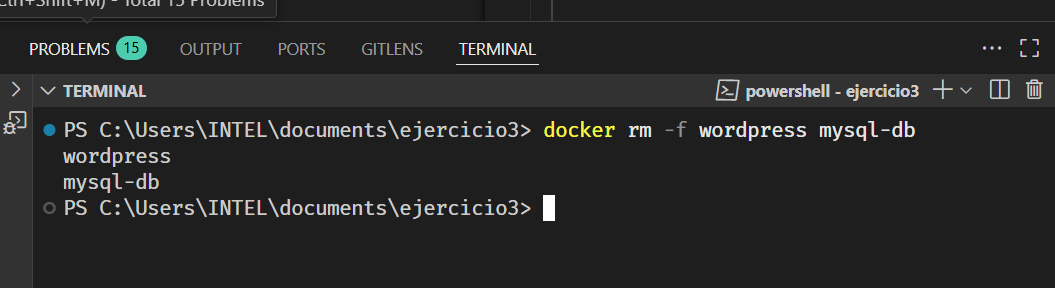 Ctrl+Shift+M) - Total 15 Problems
PROBLEMS 15 OUTPUT PORTS GITLENS TERMINAL
TERMINAL powershell - ejercicio3
PS C:\Users\INTEL\documents\ejercicio3> docker rm -f wordpress mysql-db
wordpress
mysql-db
PS C:\Users\INTEL\documents\ejercicio3>